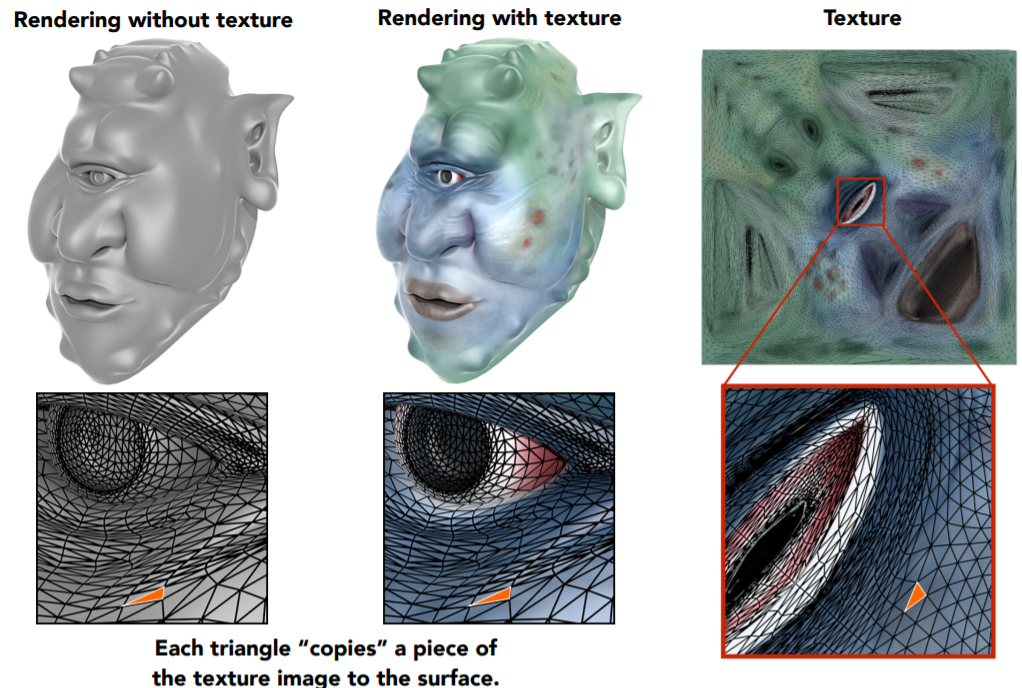 Rendering without texture
Rendering with texture
Texture
Each triangle “copies” a piece of
the texture image to the surface.